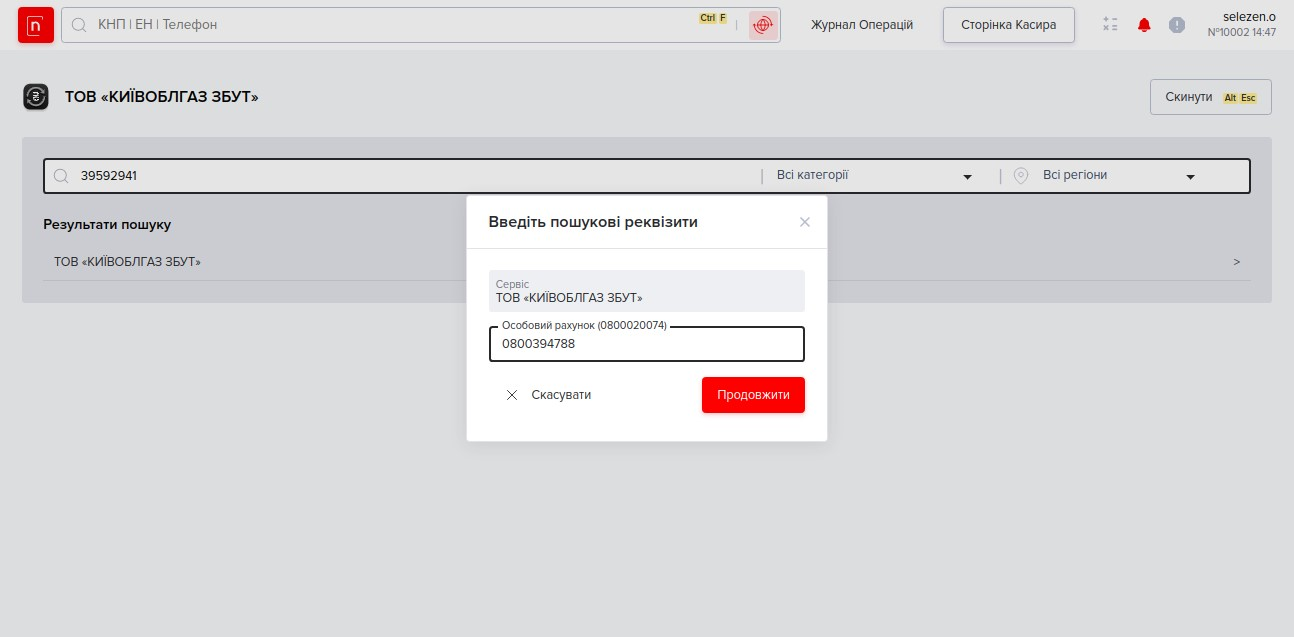 n
КНП | ЕН | Телефон
Ctrl F
Журнал Операцій
Сторінка Касира
selezen.o
№10002 14:47
ТОВ «КИЇВОБЛГАЗ ЗБУТ»
Скинути Alt Esc
39592941
Всі категорії
Всі регіони
Результати пошуку
ТОВ «КИЇВОБЛГАЗ ЗБУТ»
>
Введіть пошукові реквізити
Сервіс
ТОВ «КИЇВОБЛГАЗ ЗБУТ»
Особовий рахунок (0800020074)
0800394788
Скасувати
Продовжити